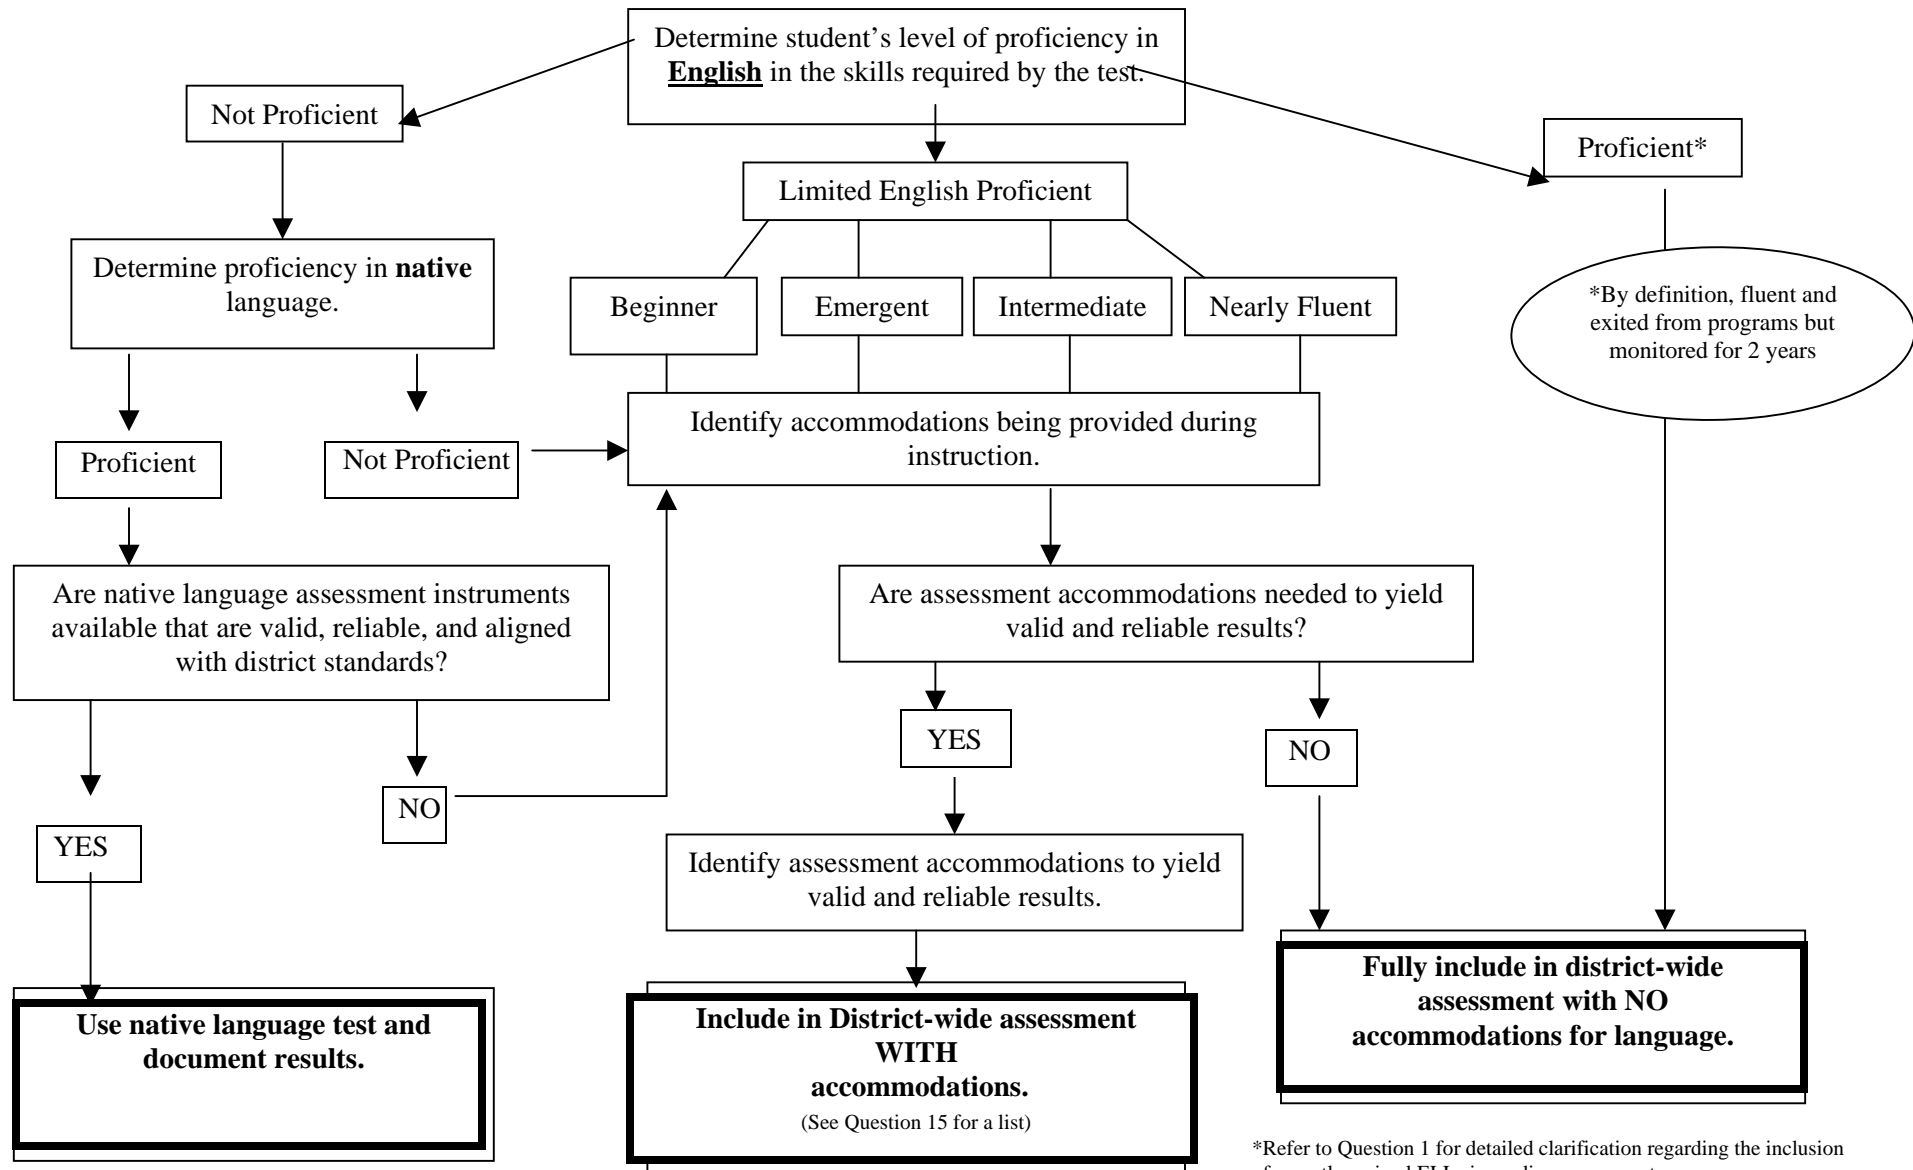 Determine student’s level of proficiency in
English in the skills required by the test.
Not Proficient
Proficient*
Limited English Proficient
Determine proficiency in native
language.
Beginner
Emergent
Intermediate
Nearly Fluent
*By definition, fluent and
exited from programs but
monitored for 2 years
Identify accommodations being provided during
instruction.
Proficient
Not Proficient
Are native language assessment instruments
available that are valid, reliable, and aligned
with district standards?
Are assessment accommodations needed to yield
valid and reliable results?
YES
NO
NO
YES
Identify assessment accommodations to yield
valid and reliable results.
Use native language test and
document results.
Include in District-wide assessment
WITH
accommodations.
(See Question 15 for a list)
Fully include in district-wide
assessment with NO
accommodations for language.
*Refer to Question 1 for detailed clarification regarding the inclusion